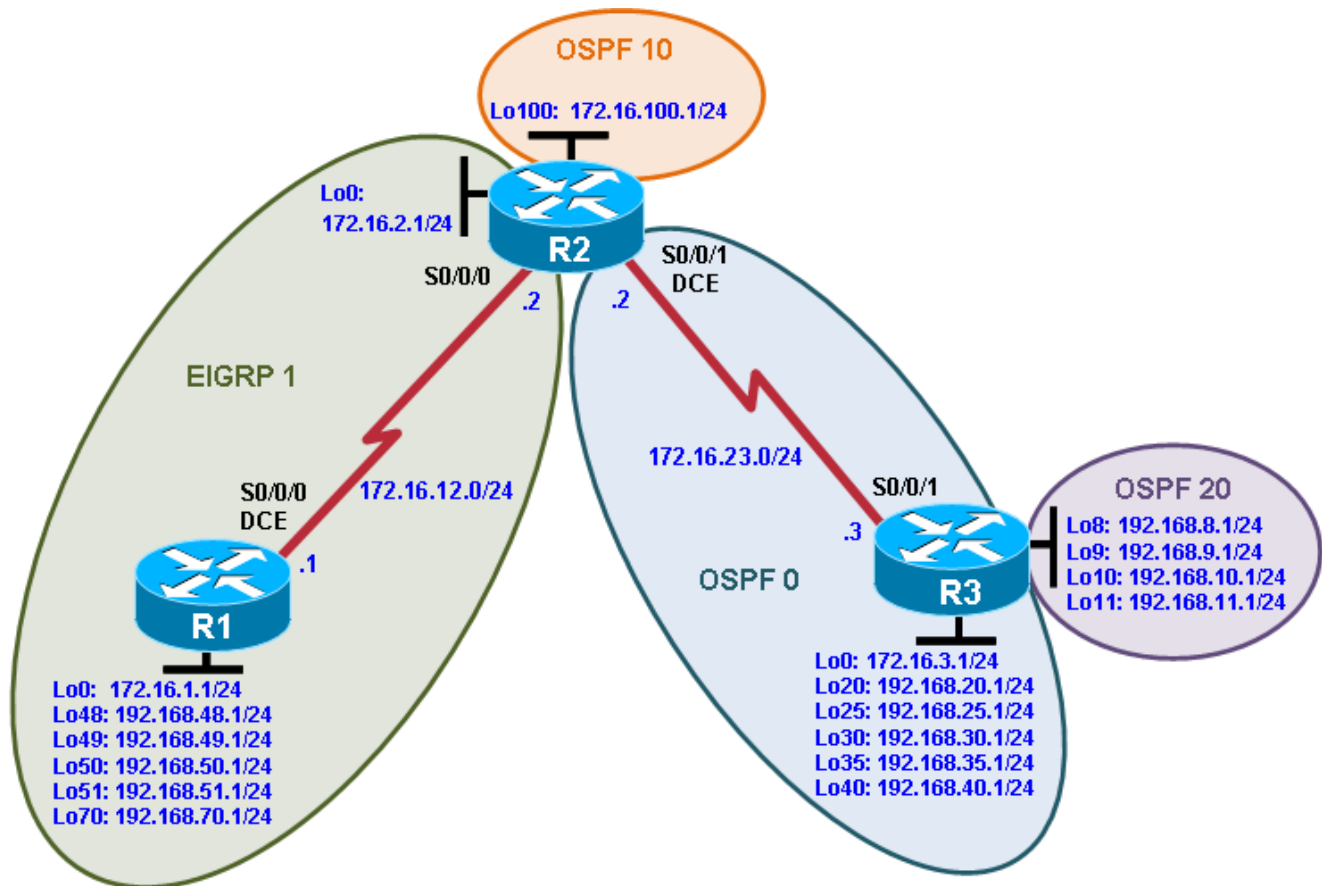 OSPF 10
Lo100: 172.16.100.1/24
Lo0:
172.16.2.1/24
R2
S0/0/0
.2
S0/0/1
DCE
.2
EIGRP 1
172.16.12.0/24
S0/0/0
DCE
.1
R1
Lo0: 172.16.1.1/24
Lo48: 192.168.48.1/24
Lo49: 192.168.49.1/24
Lo50: 192.168.50.1/24
Lo51: 192.168.51.1/24
Lo70: 192.168.70.1/24
172.16.23.0/24
S0/0/1
.3
OSPF 0
R3
OSPF 20
Lo8: 192.168.8.1/24
Lo9: 192.168.9.1/24
Lo10: 192.168.10.1/24
Lo11: 192.168.11.1/24
Lo0: 172.16.3.1/24
Lo20: 192.168.20.1/24
Lo25: 192.168.25.1/24
Lo30: 192.168.30.1/24
Lo35: 192.168.35.1/24
Lo40: 192.168.40.1/24